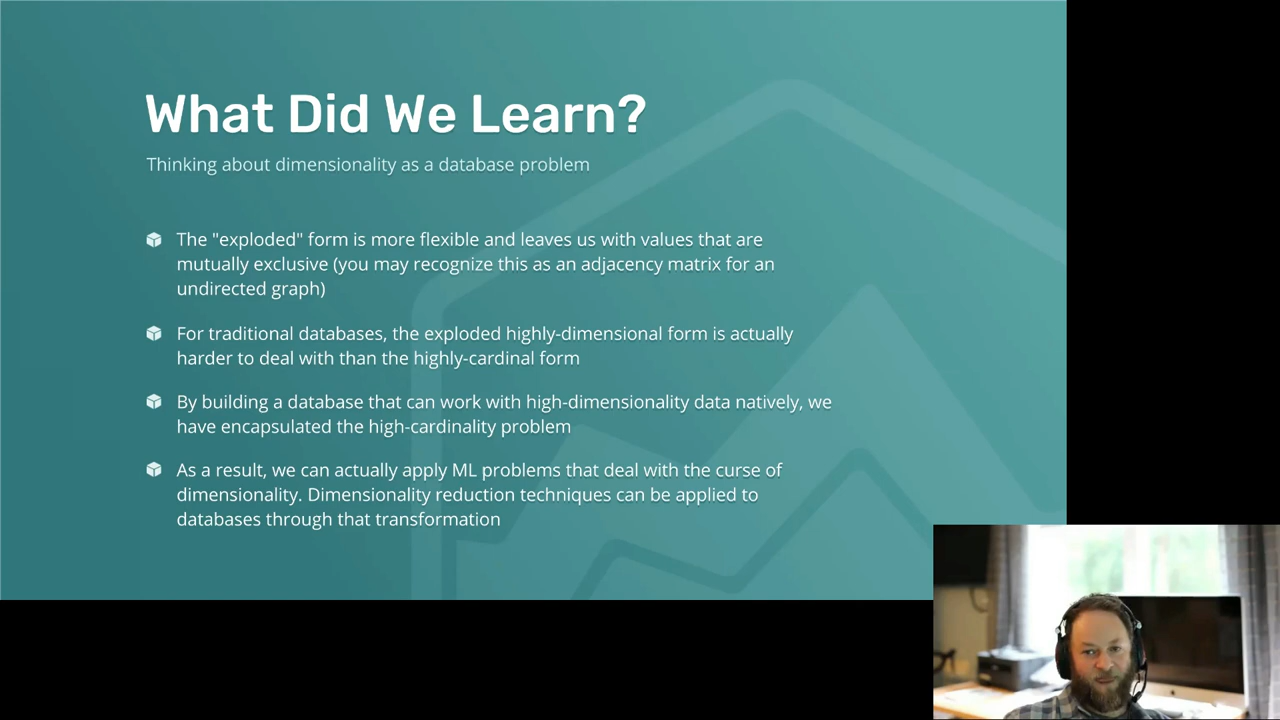 What Did We Learn?
Thinking about dimensionality as a database problem
The "exploded" form is more flexible and leaves us with values that are
mutually exclusive (you may recognize this as an adjacency matrix for an
undirected graph)
For traditional databases, the exploded highly-dimensional form is actually
harder to deal with than the highly-cardinal form
By building a database that can work with high-dimensionality data natively, we
have encapsulated the high-cardinality problem
As a result, we can actually apply ML problems that deal with the curse of
dimensionality. Dimensionality reduction techniques can be applied to
databases through that transformation